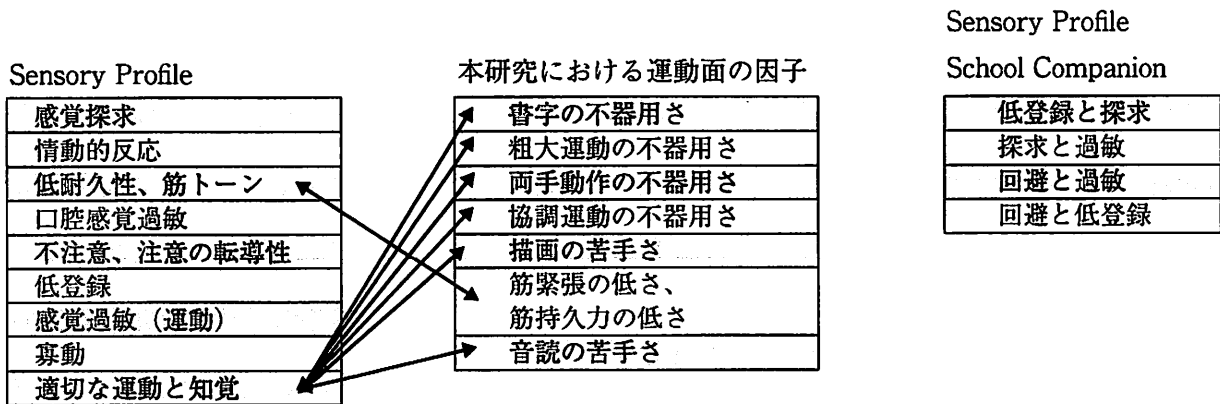 Sensory Profile
感覚探求
情動的反応
低耐久性、筋トーン
口腔感覚過敏
不注意、注意の転導性
低登録
感覚過敏（運動）
寡動
適切な運動と知覚
本研究における運動面の因子
書字の不器用さ
粗大運動の不器用さ
両手動作の不器用さ
協調運動の不器用さ
描画の苦手さ
筋緊張の低さ、
筋持久力の低さ
音読の苦手さ
Sensory Profile
School Companion
低登録と探求
探求と過敏
回避と過敏
回避と低登録